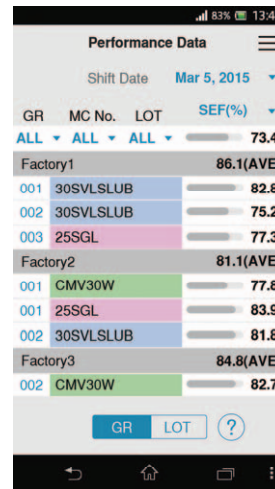 83% 13:4
Performance Data
Shift Date Mar 5, 2015
GR MC No. LOT SEF(%)
ALL ALL ALL 73.4
Factory1 86.1(AVE
001 30SVLSLUB 82.8
002 30SVLSLUB 75.2
003 25SGL 77.3
Factory2 81.1(AVE
001 CMV30W 77.8
001 25SGL 83.9
002 30SVLSLUB 81.8
Factory3 84.8(AVE
002 CMV30W 82.7
GR LOT ?